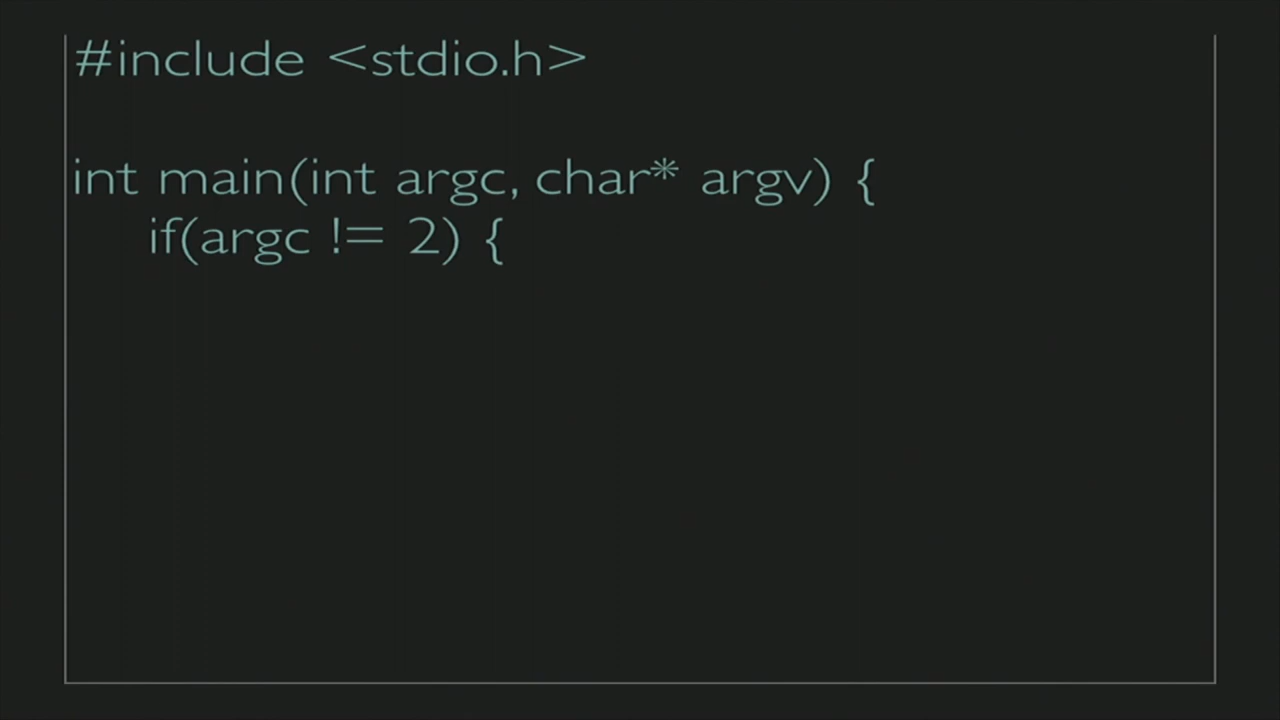 #include <stdio.h>
int main(int argc, char* argv) {
if(argc != 2) {